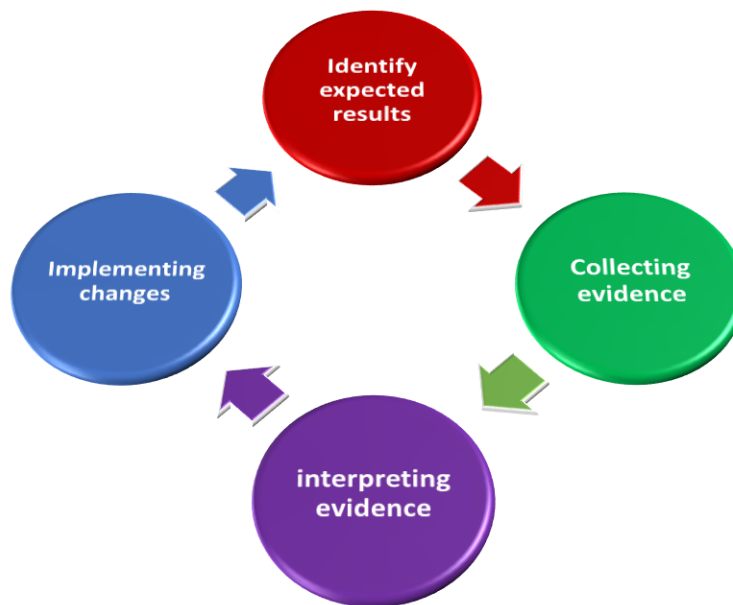 Identify
expected
results
Collecting
evidence
interpreting
evidence
Implementing
changes